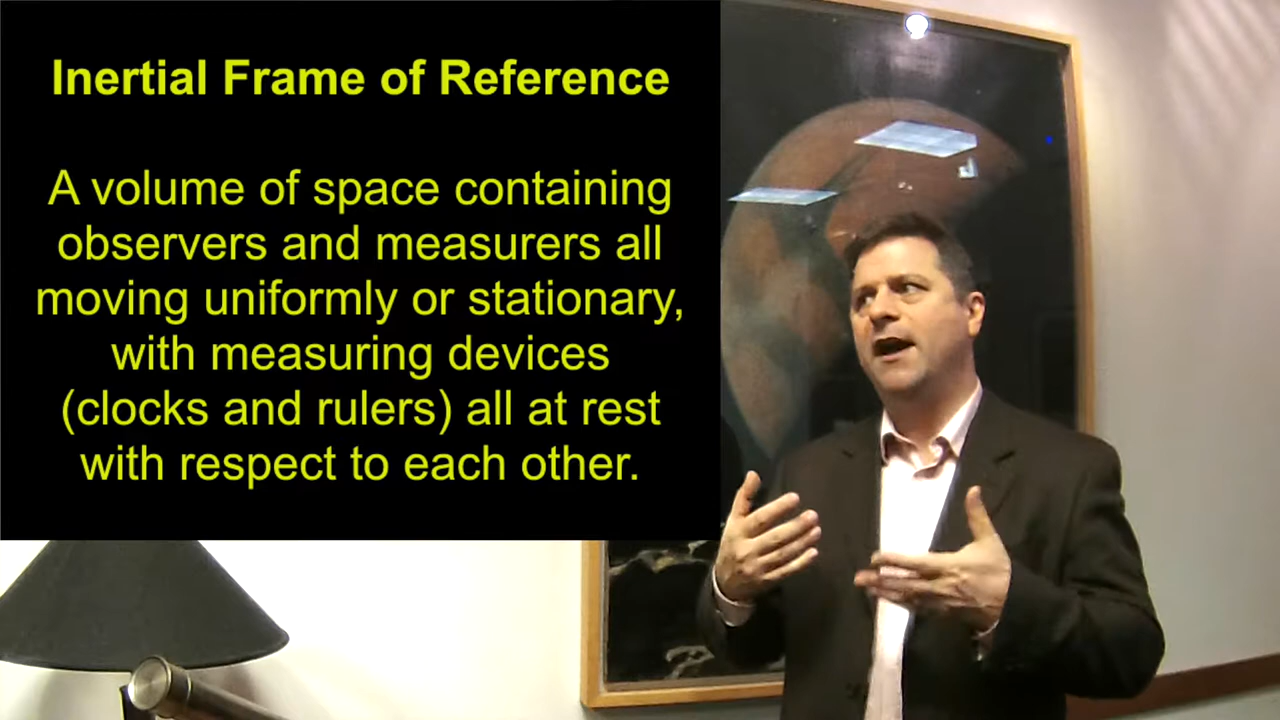 Inertial Frame of Reference
A volume of space containing
observers and measurers all
moving uniformly or stationary,
with measuring devices
(clocks and rulers) all at rest
with respect to each other.